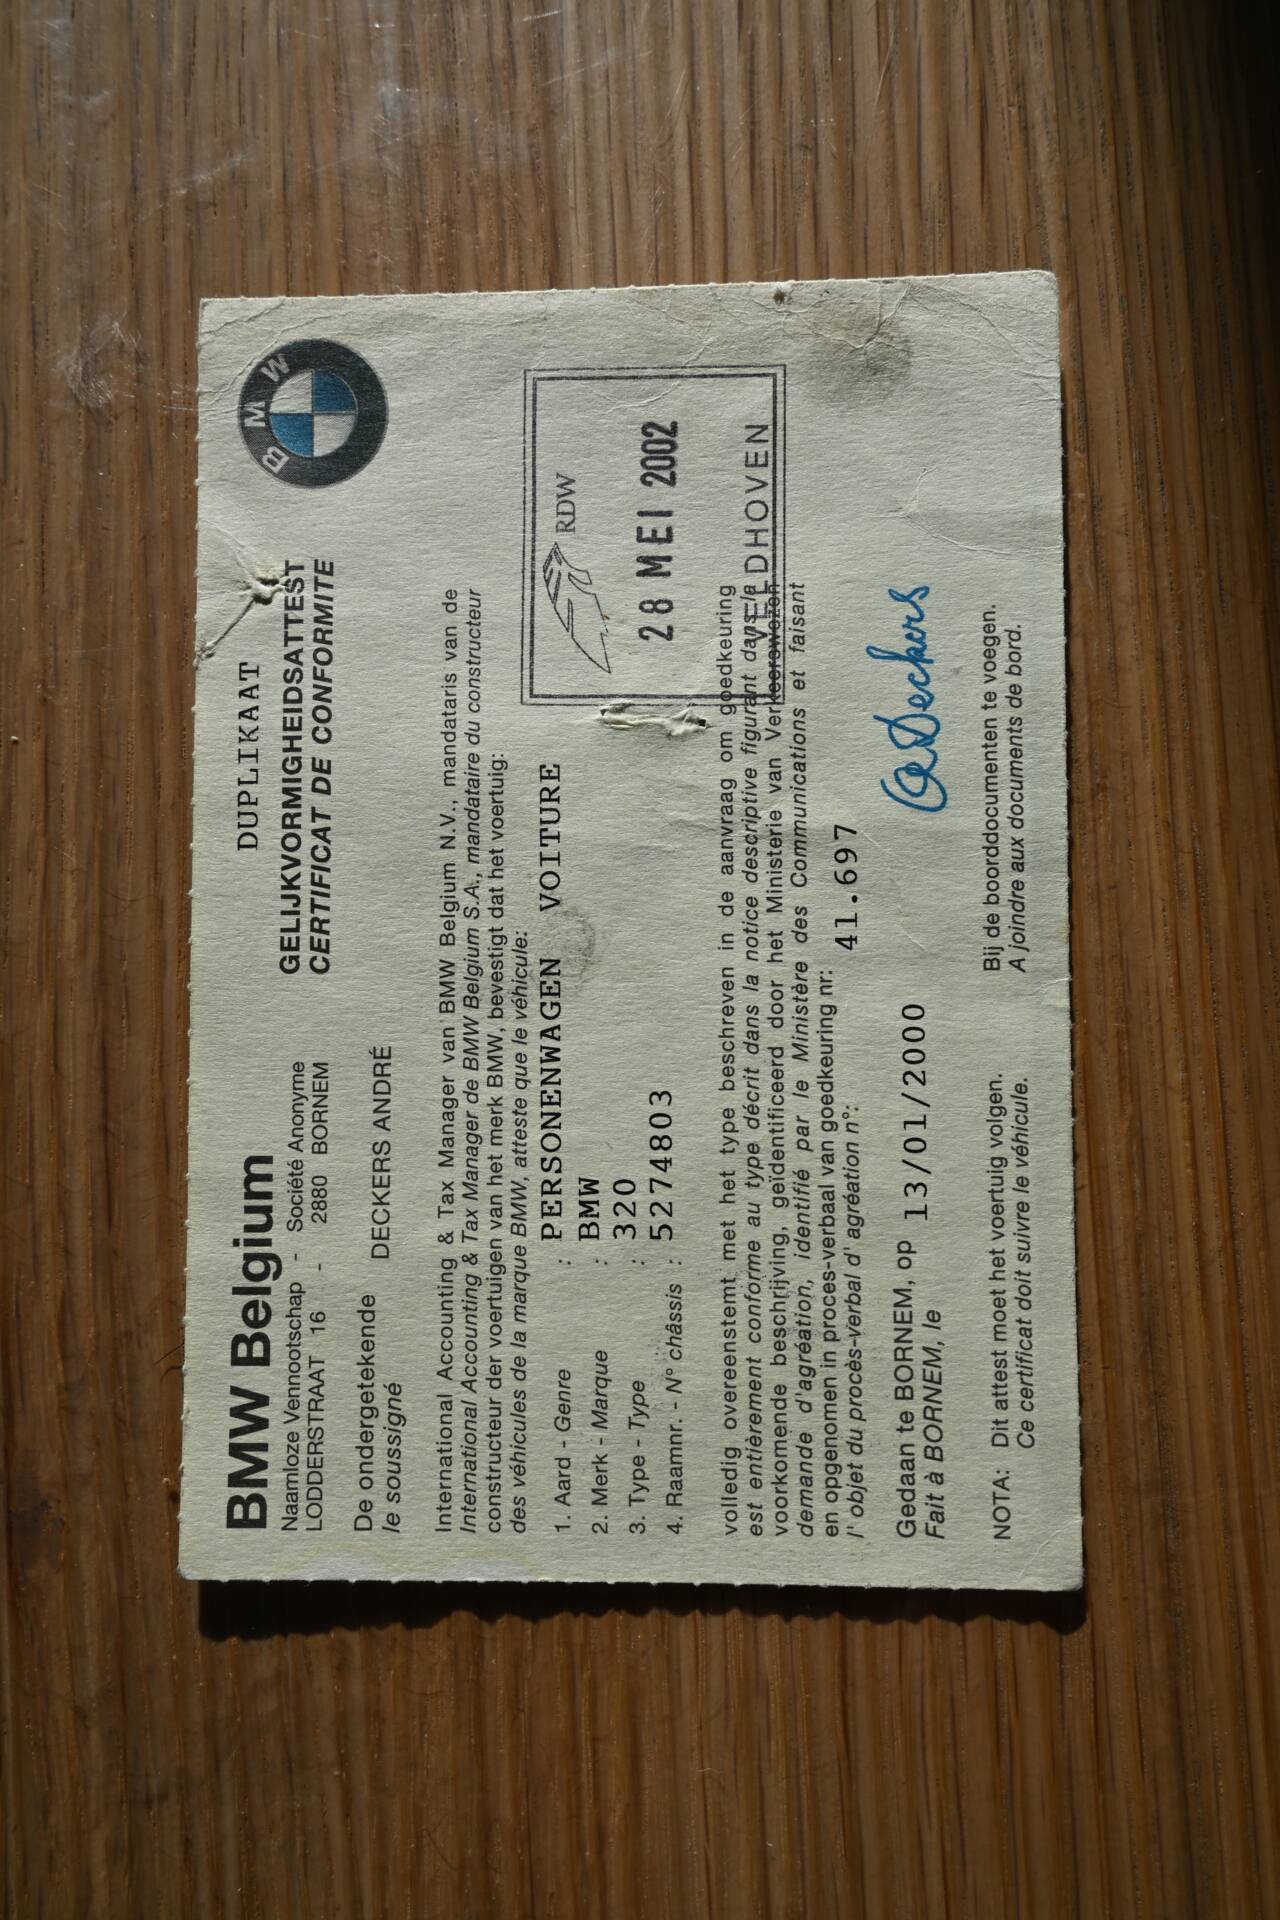 DUPLIKAAT
BMW
BMW Belgium
Naamloze Vennootschap - Société Anonyme
LODDERSTRAAT 16 - 2880 BORNEM
GELIJKVORMIGHEIDSATTEST
CERTIFICAT DE CONFORMITE
De ondergetekende DECKERS ANDRÉ
le soussigné
International Accounting & Tax Manager van BMW Belgium N.V., mandataris van de
International Accounting & Tax Manager de BMW Belgium S.A., mandataire du constructeur
constructeur der voertuigen van het merk BMW, bevestigt dat het voertuig:
des véhicules de la marque BMW, atteste que le véhicule:
1. Aard - Genre : PERSONENWAGEN VOITURE
2. Merk - Marque : BMW
3. Type - Type : 320
4. Raamnr. - N° châssis : 5274803
RDW
28 MEI 2002
VELDHOVEN
volledig overeenstemt met het type beschreven in de aanvraag om goedkeuring
est entièrement conforme au type décrit dans la notice descriptive figurant dans la
voorkomende beschrijving, geïdentificeerd door het Ministerie van Verkeerswezen
demande d'agréation, identifié par le Ministère des Communications et faisant
en opgenomen in proces-verbaal van goedkeuring nr: 41.697
l'objet du procès-verbal d'agréation n°:
Gedaan te BORNEM, op 13/01/2000
Fait à BORNEM, le
Deckers
NOTA: Dit attest moet het voertuig volgen. Bij de boorddocumenten te voegen.
Ce certificat doit suivre le véhicule. A joindre aux documents de bord.